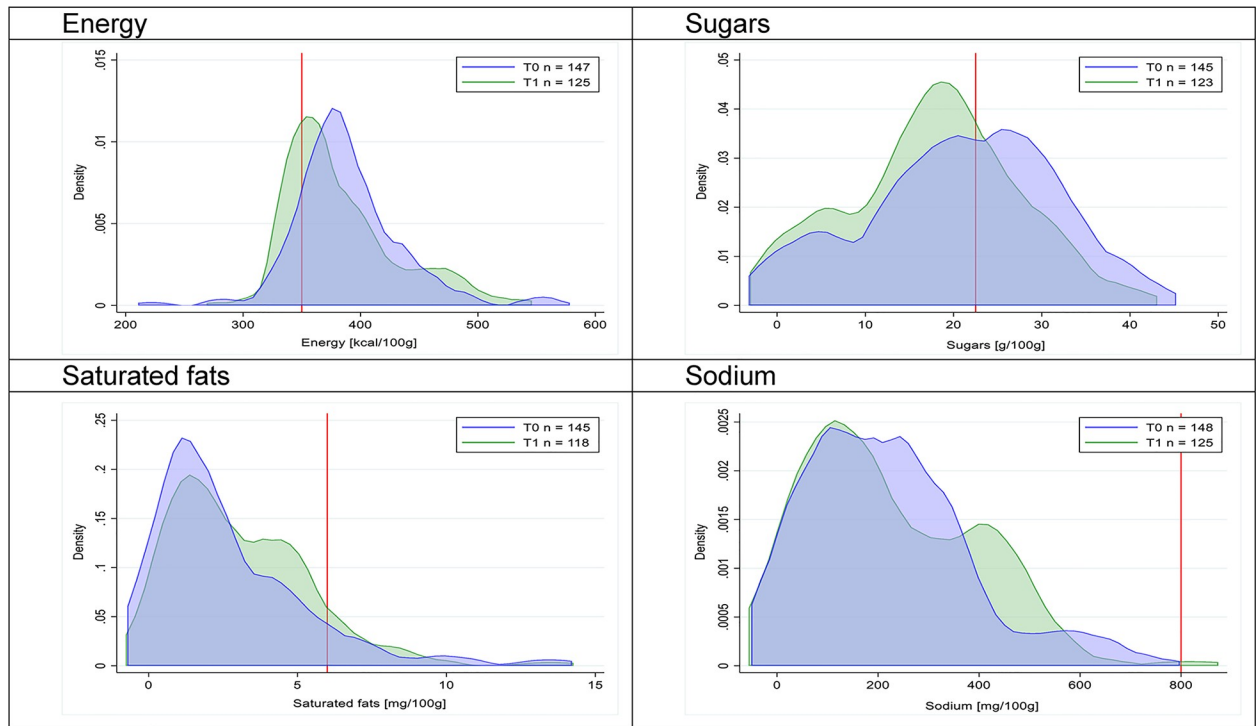 Energy
Sugars
.015
.01
.005
0
Density
T0 n = 147
T1 n = 125
200 300 400 500 600
Energy [kcal/100g]
.05
.04
.03
.02
.01
0
Density
T0 n = 145
T1 n = 123
0 10 20 30 40 50
Sugars [g/100g]
Saturated fats
Sodium
.25
.2
.15
.1
.05
0
Density
T0 n = 145
T1 n = 118
0 5 10 15
Saturated fats [mg/100g]
.0025
.002
.0015
.001
.0005
0
Density
T0 n = 148
T1 n = 125
0 200 400 600 800
Sodium [mg/100g]